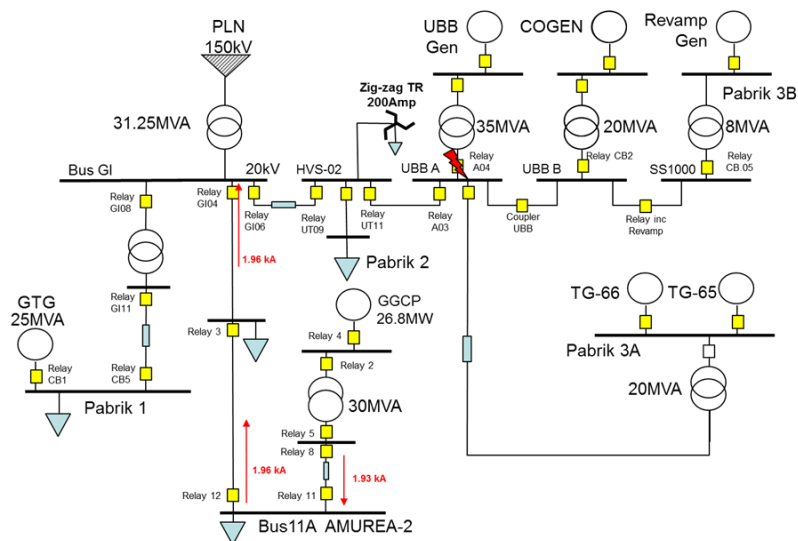 PLN
150kV
UBB
Gen
COGEN
Revamp
Gen
Zig-zag TR
200Amp
Pabrik 3B
31.25MVA
35MVA
20MVA
8MVA
Bus GI
20kV
HVS-02
UBB A
Relay
A04
UBB B
Relay CB2
SS1000
Relay
CB.05
Relay
GI08
Relay
GI04
Relay
GI06
Relay
UT09
Relay
UT11
Relay
A03
Coupler
UBB
Relay inc
Revamp
1.96 kA
Pabrik 2
GTG
25MVA
Relay
GI11
GGCP
26.8MW
TG-66
TG-65
Relay 3
Relay 4
Relay 2
Pabrik 3A
Relay
CB1
Relay
CB5
Pabrik 1
30MVA
20MVA
Relay 5
Relay 8
1.96 kA
1.93 kA
Relay 12
Relay 11
Bus11A AMUREA-2